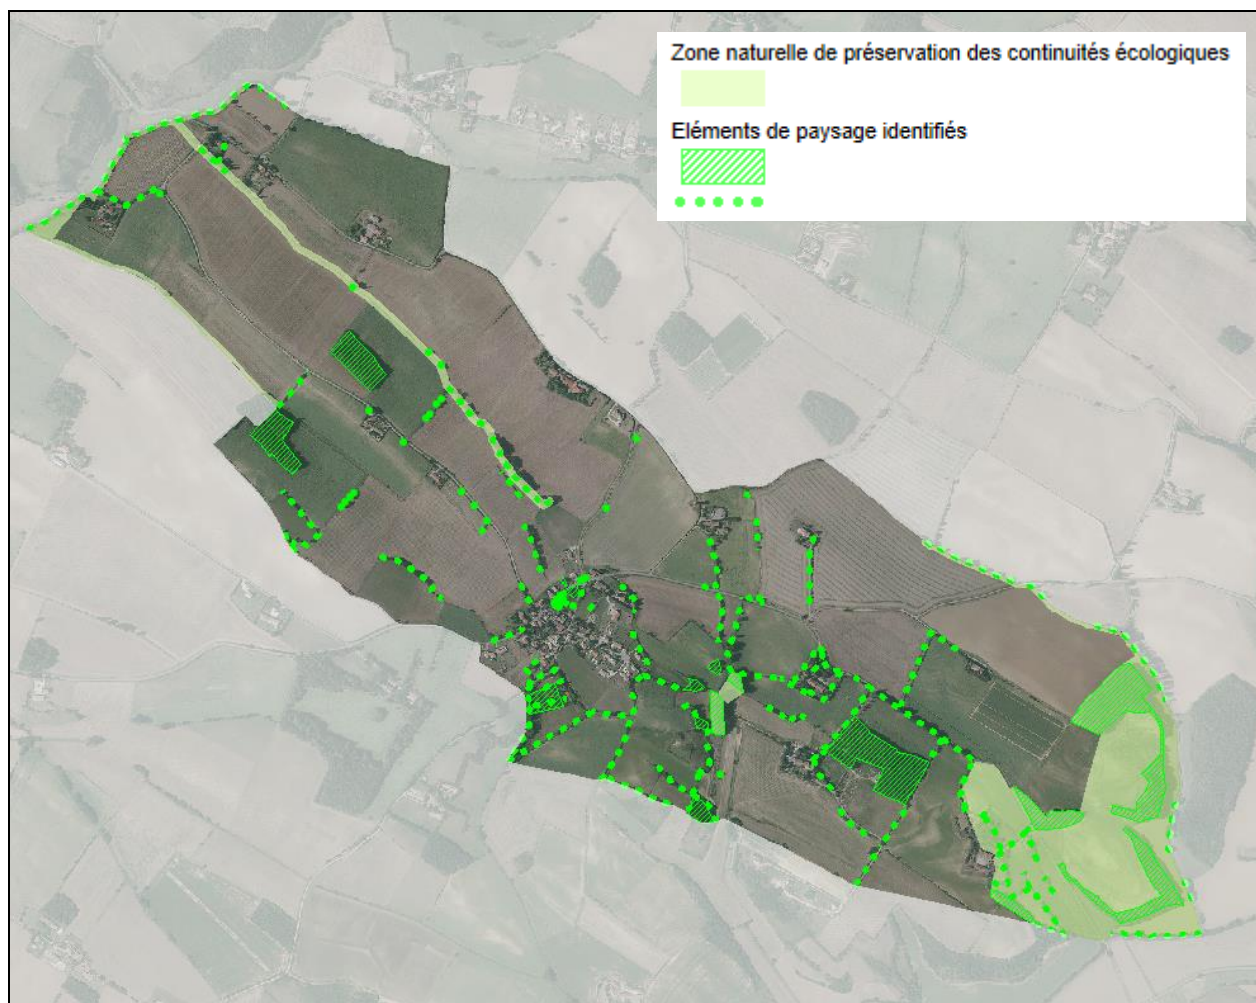 Zone naturelle de préservation des continuités écologiques
Eléments de paysage identifiés